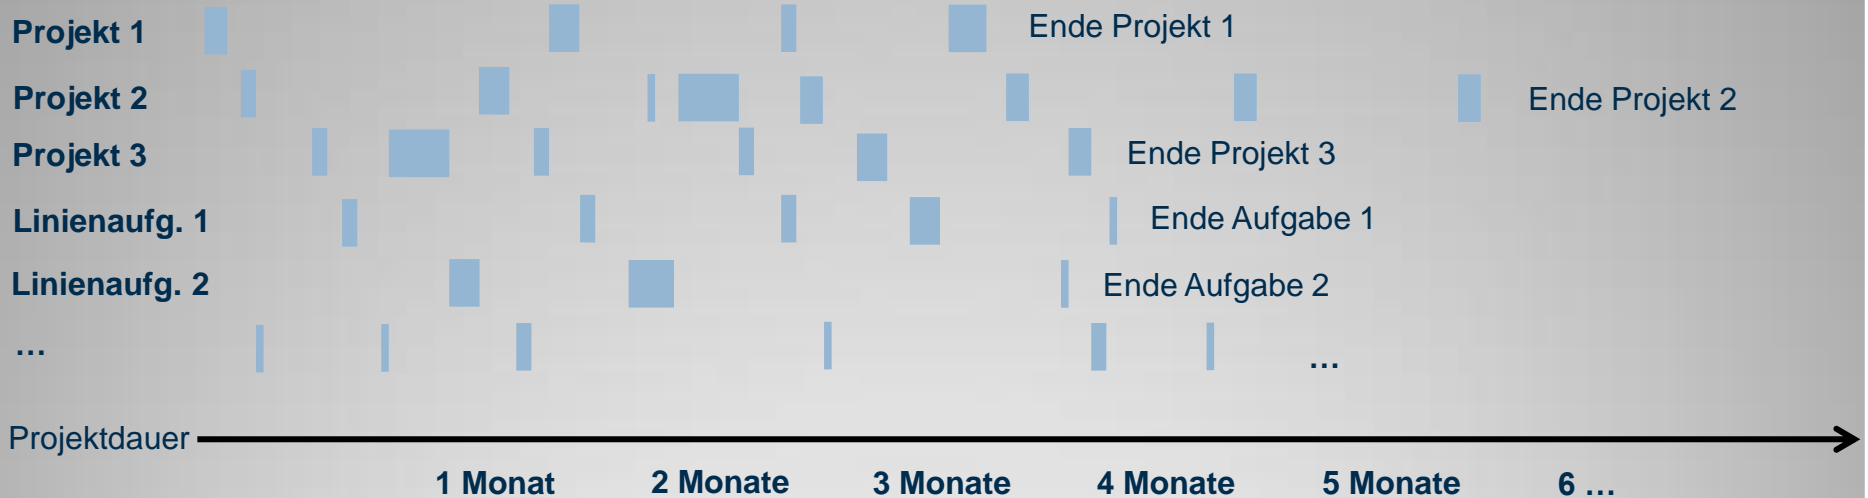 Projekt 1
Ende Projekt 1
Projekt 2
Ende Projekt 2
Projekt 3
Ende Projekt 3
Linienaufg. 1
Ende Aufgabe 1
Linienaufg. 2
Ende Aufgabe 2
…
…
Projektdauer
1 Monat 2 Monate 3 Monate 4 Monate 5 Monate 6 …